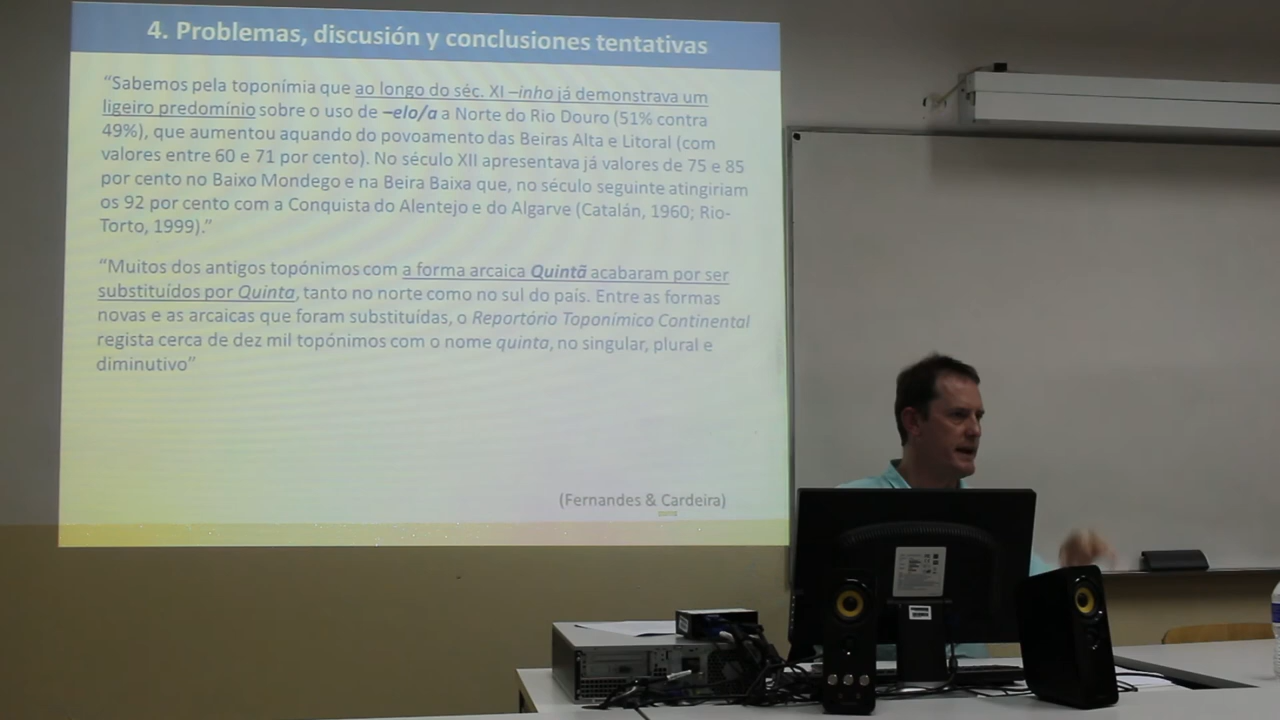 4. Problemas, discusión y conclusiones tentativas
“Sabemos pela toponímia que ao longo do séc. XI –inho já demonstrava um
ligeiro predomínio sobre o uso de –elo/a a Norte do Rio Douro (51% contra
49%), que aumentou aquando do povoamento das Beiras Alta e Litoral (com
valores entre 60 e 71 por cento). No século XII apresentava já valores de 75 e 85
por cento no Baixo Mondego e na Beira Baixa que, no século seguinte atingiriam
os 92 por cento com a Conquista do Alentejo e do Algarve (Catalán, 1960; Rio-
Torto, 1999).”
“Muitos dos antigos topónimos com a forma arcaica Quintã acabaram por ser
substituídos por Quinta, tanto no norte como no sul do país. Entre as formas
novas e as arcaicas que foram substituídas, o Reportório Toponímico Continental
regista cerca de dez mil topónimos com o nome quinta, no singular, plural e
diminutivo”
(Fernandes & Cardeira)